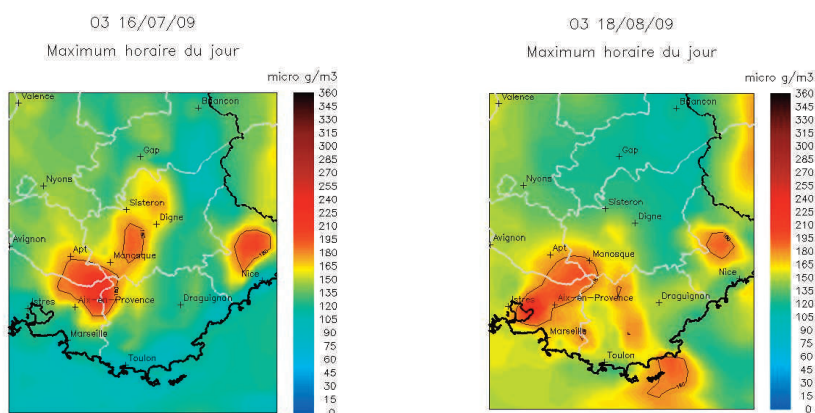 O3 16/07/09
Maximum horaire du jour
micro g/m3
360
345
330
315
300
285
270
255
240
225
210
195
180
165
150
135
120
105
90
75
60
45
30
15
0
Valence
Briancon
Gap
Nyons
Sisteron
Digne
Avignon
Apt
Manosque
Nice
Istres
Aix-en-Provence
Draguignan
Marseille
Toulon
O3 18/08/09
Maximum horaire du jour
micro g/m3
360
345
330
315
300
285
270
255
240
225
210
195
180
165
150
135
120
105
90
75
60
45
30
15
0
Valence
Briancon
Gap
Nyons
Sisteron
Digne
Avignon
Apt
Manosque
Nice
Istres
Aix-en-Provence
Draguignan
Marseille
Toulon
180